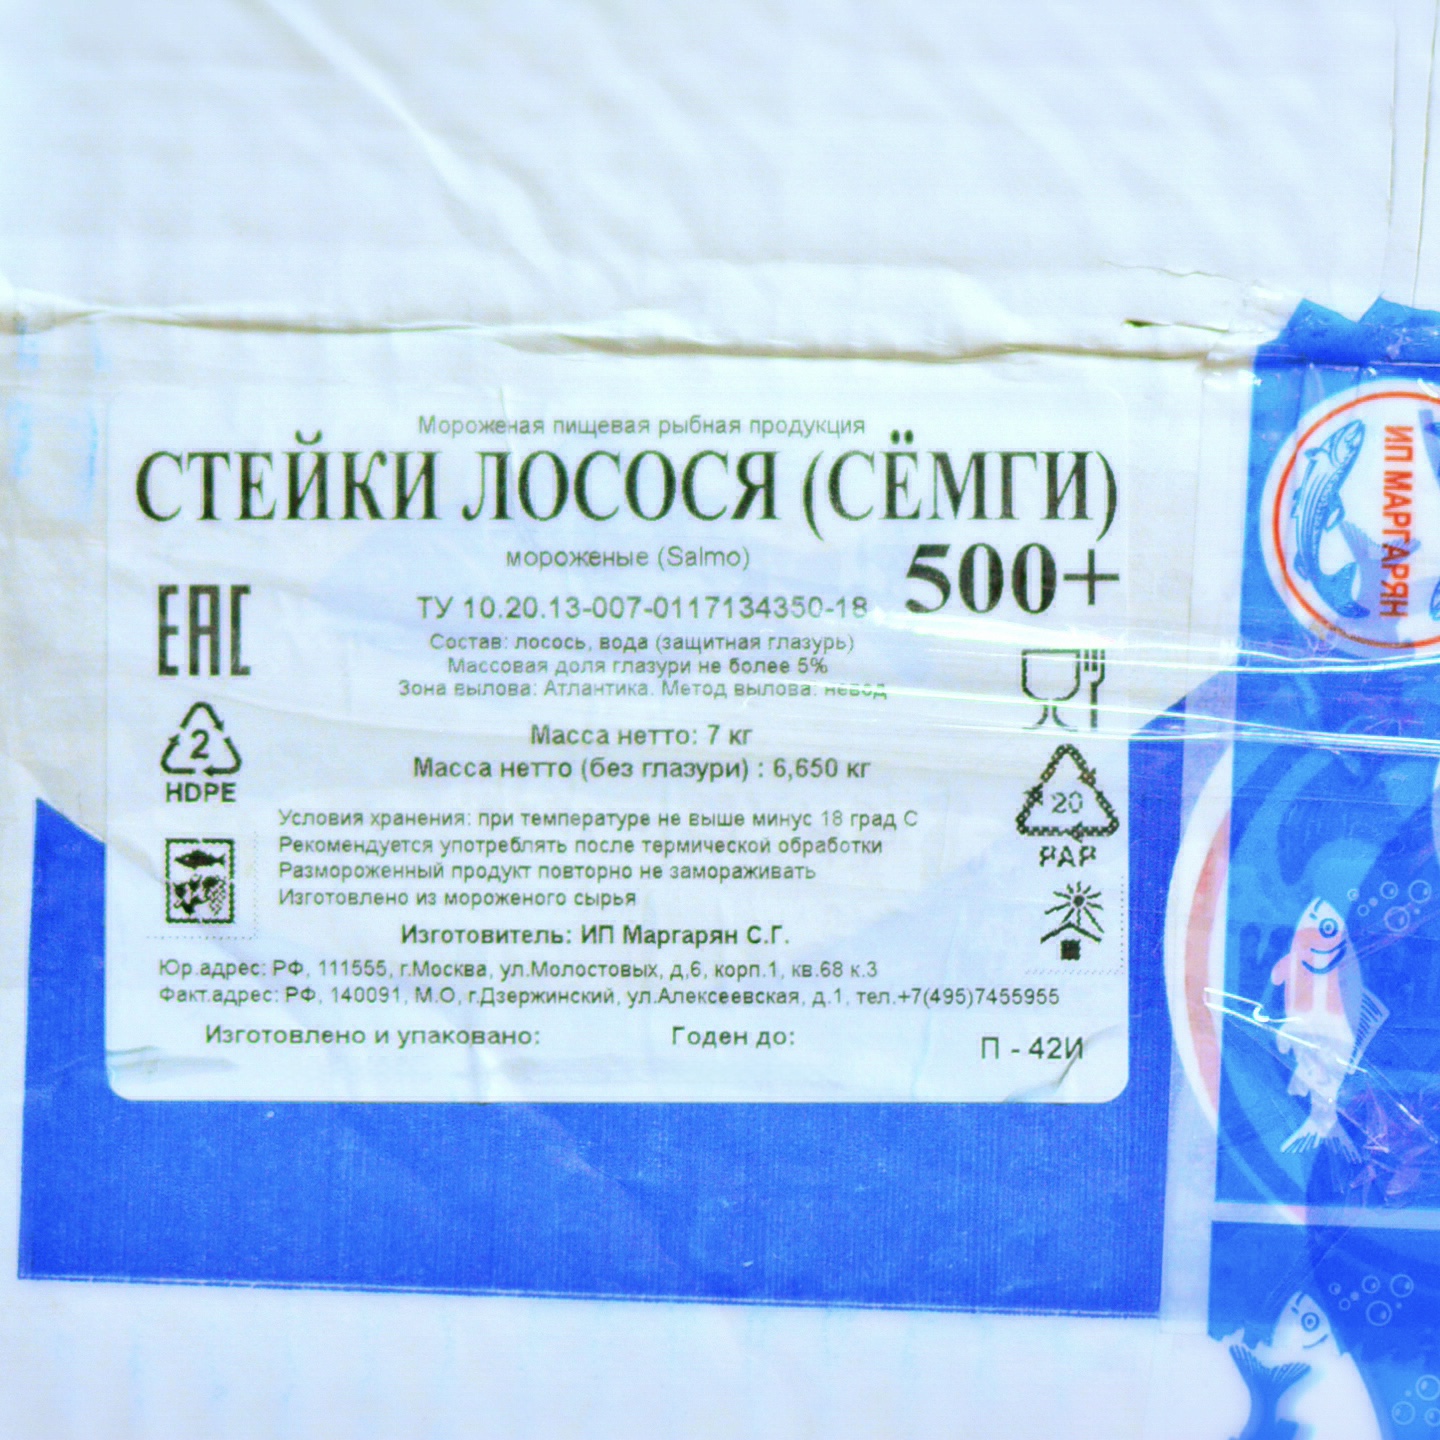 Мороженая пищевая рыбная продукция
СТЕЙКИ ЛОСОСЯ (СЁМГИ)
мороженые (Salmo)
500+
ТУ 10.20.13-007-0117134350-18
Состав: лосось, вода (защитная глазурь)
Массовая доля глазури не более 5%
Зона вылова: Атлантика. Метод вылова: невод
Масса нетто: 7 кг
Масса нетто (без глазури) : 6,650 кг
EAC
2
HDPE
20
PAP
Условия хранения: при температуре не выше минус 18 град С
Рекомендуется употреблять после термической обработки
Размороженный продукт повторно не замораживать
Изготовлено из мороженого сырья
Изготовитель: ИП Маргарян С.Г.
Юр.адрес: РФ, 111555, г.Москва, ул.Молостовых, д,6, корп.1, кв.68 к.3
Факт.адрес: РФ, 140091, М.О, г.Дзержинский, ул.Алексеевская, д.1, тел.+7(495)7455955
Изготовлено и упаковано: Годен до:
П - 42И
ИП МАРГАРЯН